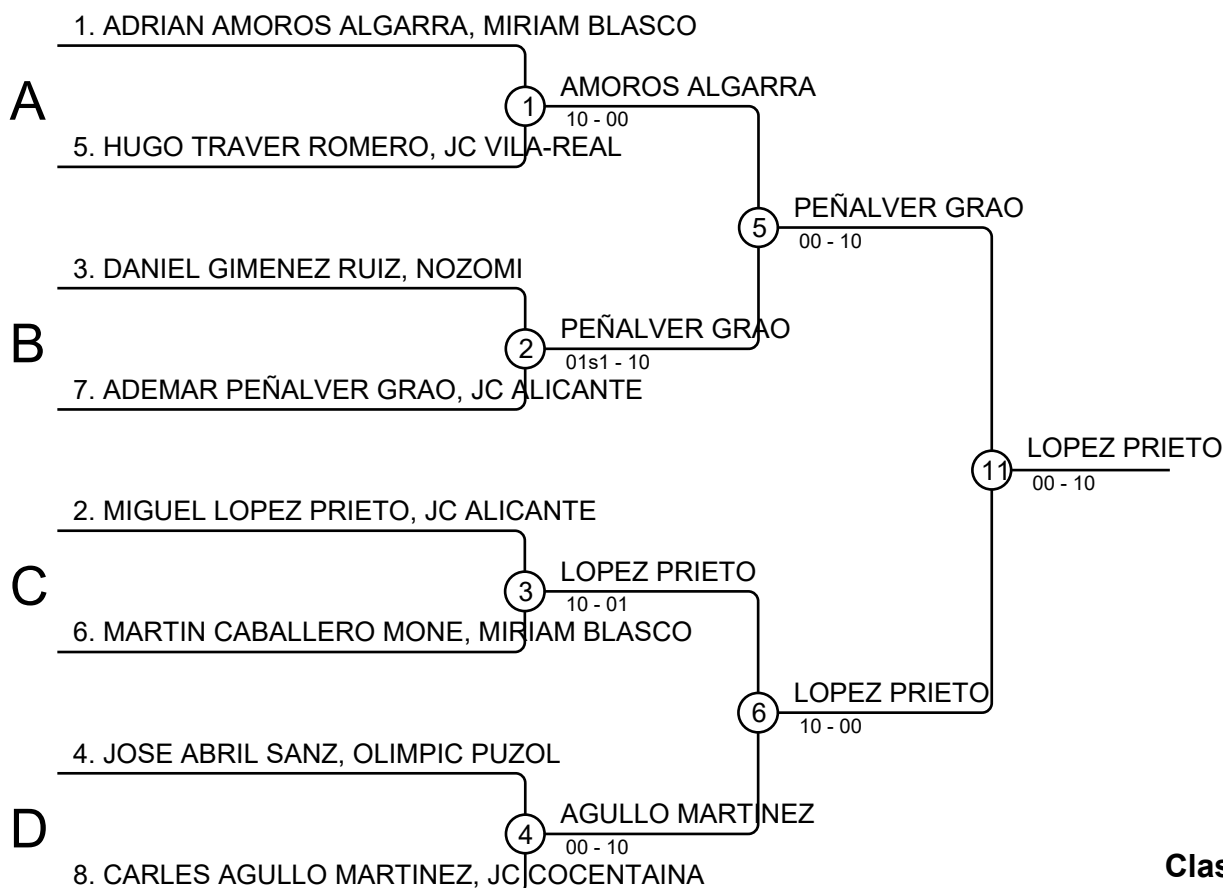 1. ADRIAN AMOROS ALGARRA, MIRIAM BLASCO
A
1
AMOROS ALGARRA
10 - 00
5. HUGO TRAVER ROMERO, JC VILA-REAL
5
PEÑALVER GRAO
00 - 10
3. DANIEL GIMENEZ RUIZ, NOZOMI
B
2
PEÑALVER GRAO
01s1 - 10
7. ADEMAR PEÑALVER GRAO, JC ALICANTE
11
LOPEZ PRIETO
00 - 10
2. MIGUEL LOPEZ PRIETO, JC ALICANTE
C
3
LOPEZ PRIETO
10 - 01
6. MARTIN CABALLERO MONE, MIRIAM BLASCO
6
LOPEZ PRIETO
10 - 00
4. JOSE ABRIL SANZ, OLIMPIC PUZOL
D
4
AGULLO MARTINEZ
00 - 10
8. CARLES AGULLO MARTINEZ, JC COCENTAINA
Clas